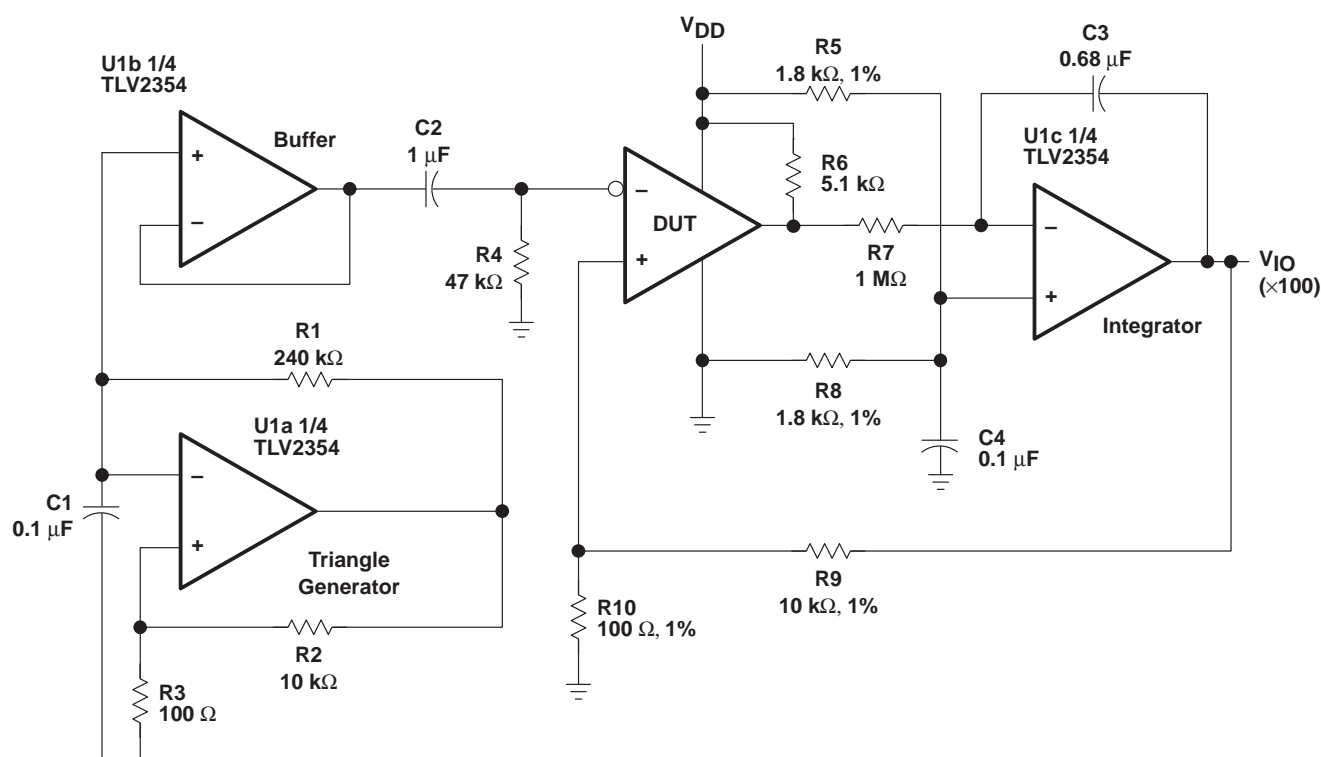 VDD
R5
1.8 kΩ, 1%
C3
0.68 μF
U1b 1/4
TLV2354
Buffer
C2
1 μF
U1c 1/4
TLV2354
+
−
R6
5.1 kΩ
−
DUT
+
−
+
R4
47 kΩ
R7
1 MΩ
VIO
(×100)
Integrator
R1
240 kΩ
R8
1.8 kΩ, 1%
U1a 1/4
TLV2354
C4
0.1 μF
C1
0.1 μF
−
+
Triangle
Generator
R9
10 kΩ, 1%
R10
100 Ω, 1%
R2
10 kΩ
R3
100 Ω